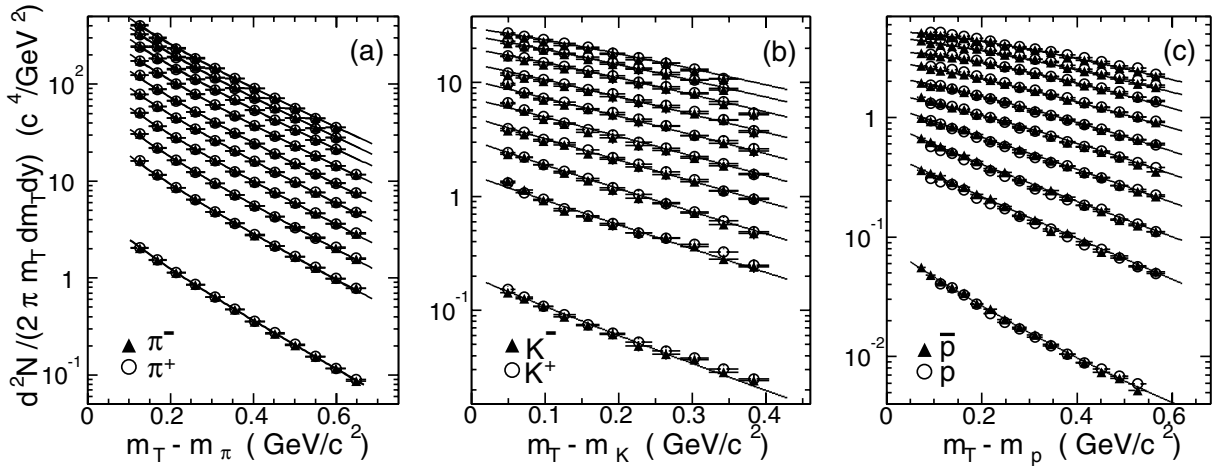 d²N/(2 π m_T dm_T dy) (c⁴/GeV²)
10²
10
1
10⁻¹
(a)
π⁻
π⁺
0 0.2 0.4 0.6
m_T - m_π ( GeV/c²)
10
1
10⁻¹
(b)
K⁻
K⁺
0 0.1 0.2 0.3 0.4
m_T - m_K ( GeV/c²)
1
10⁻¹
10⁻²
(c)
p̄
p
0 0.2 0.4 0.6
m_T - m_p ( GeV/c²)